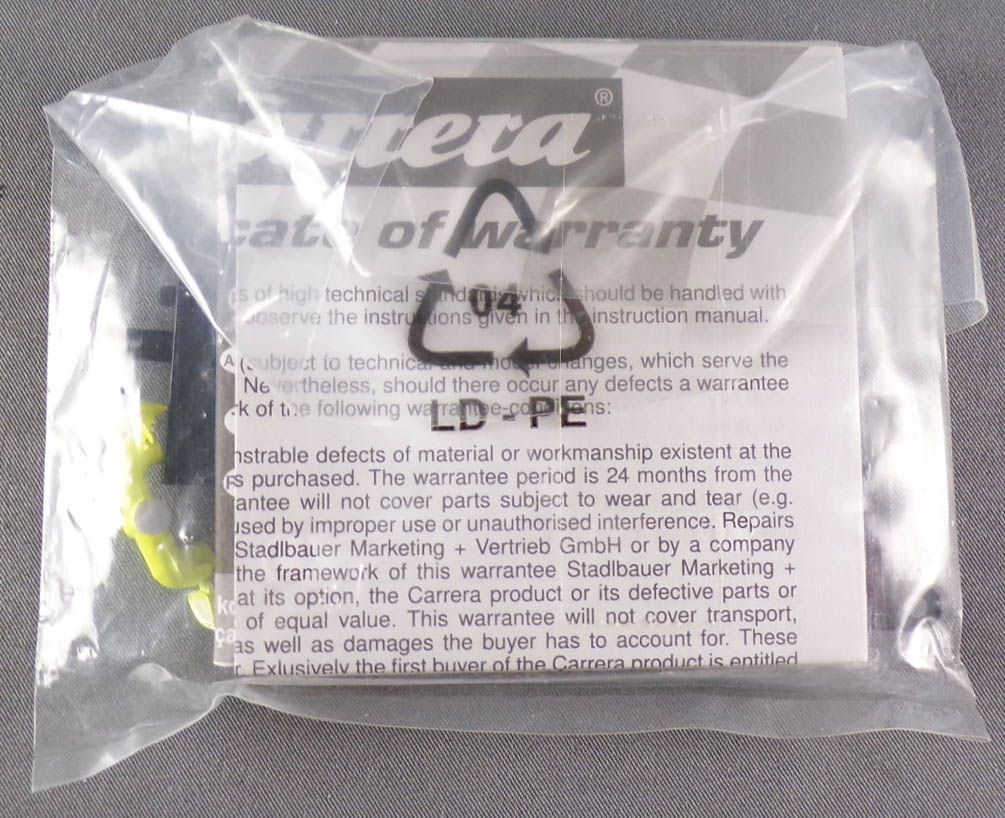 arrera ®
cate of warranty
s of high technical standards which should be handled with
observe the instructions given in the instruction manual.
A (subject to technical and model changes, which serve the
Nevertheless, should there occur any defects a warrantee
k of the following warrantee-conditions:
nstrable defects of material or workmanship existent at the
F s purchased. The warrantee period is 24 months from the
antee will not cover parts subject to wear and tear (e.g.
used by improper use or unauthorised interference. Repairs
Stadlbauer Marketing + Vertrieb GmbH or by a company
the framework of this warrantee Stadlbauer Marketing +
at its option, the Carrera product or its defective parts or
of equal value. This warrantee will not cover transport,
as well as damages the buyer has to account for. These
r. Exlusively the first buyer of the Carrera product is entitled
ko
ça
04
LD - PE